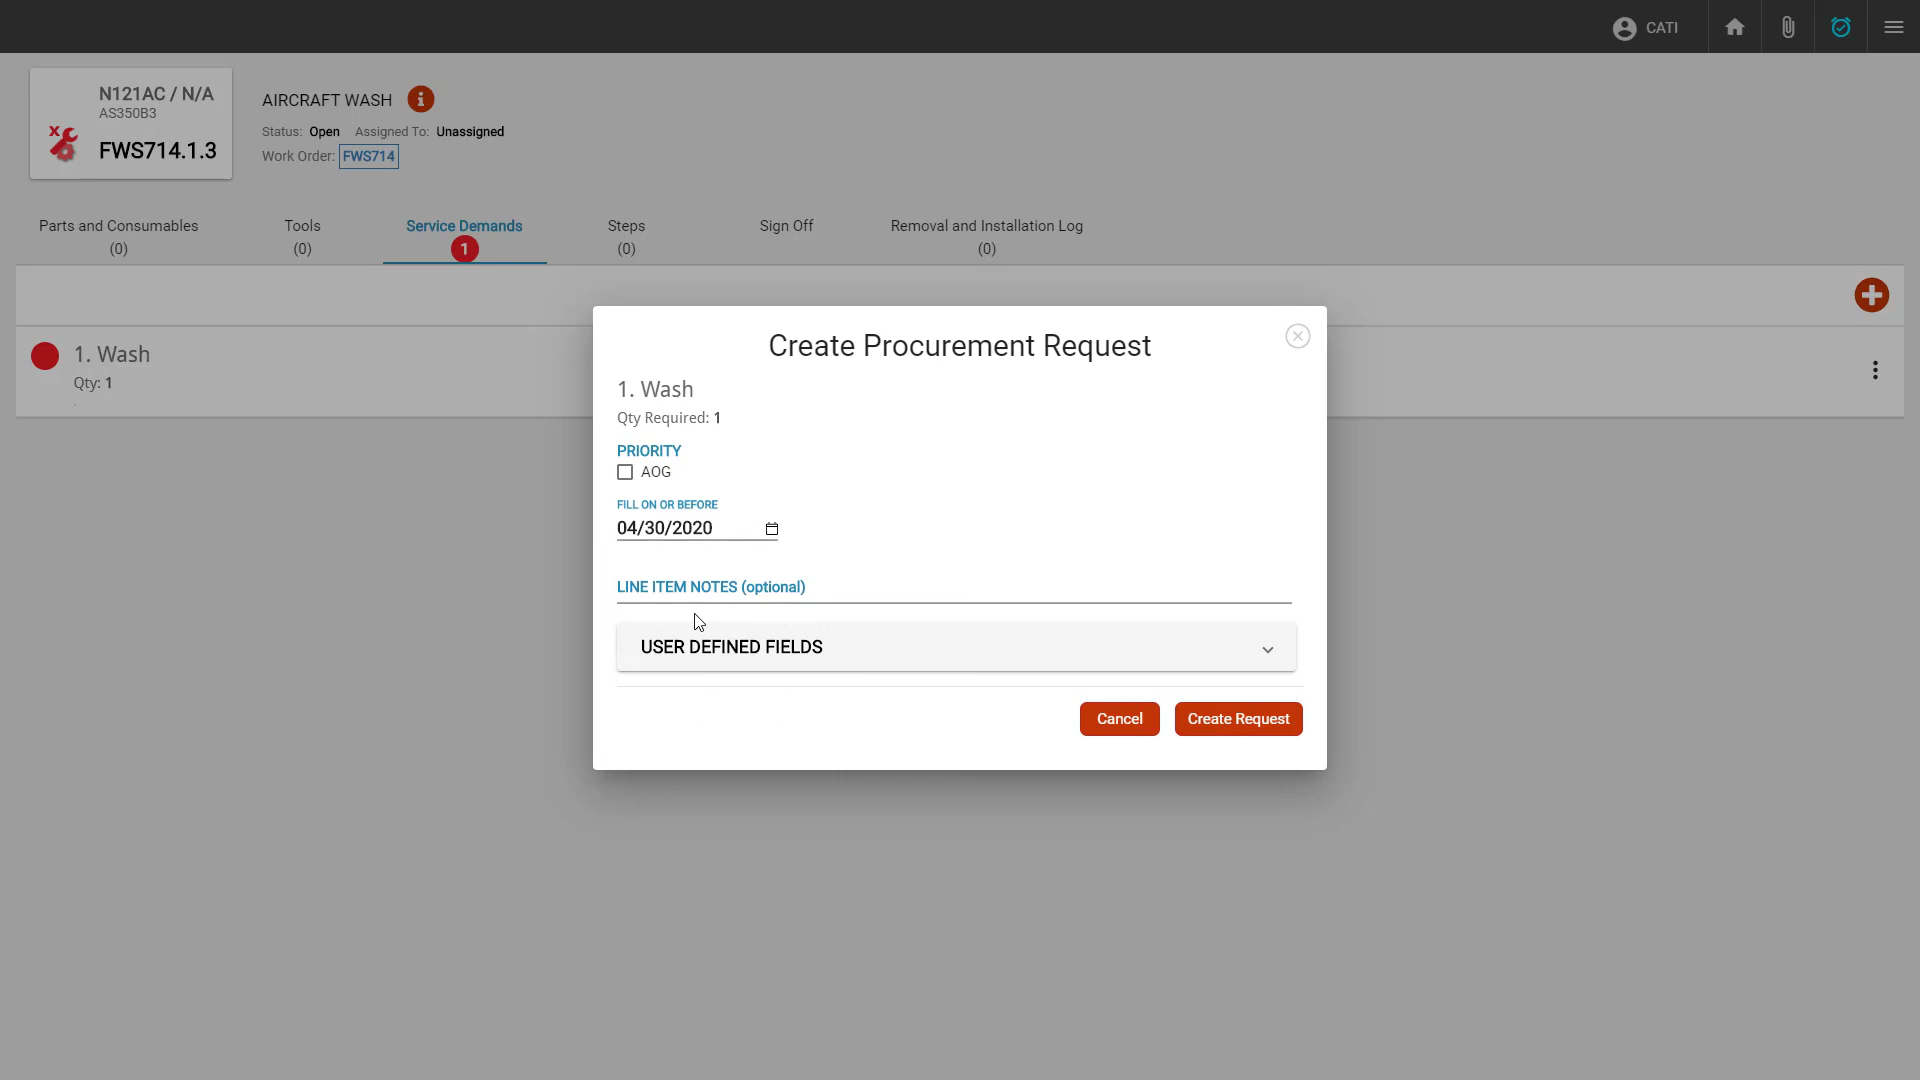 CATI
N121AC / N/A
AS350B3
FWS714.1.3
AIRCRAFT WASH
Status: Open Assigned To: Unassigned
Work Order: FWS714
Parts and Consumables
(0)
Tools
(0)
Service Demands
1
Steps
(0)
Sign Off
Removal and Installation Log
(0)
1. Wash
Qty: 1
Create Procurement Request
1. Wash
Qty Required: 1
PRIORITY
AOG
FILL ON OR BEFORE
04/30/2020
LINE ITEM NOTES (optional)
USER DEFINED FIELDS
Cancel
Create Request